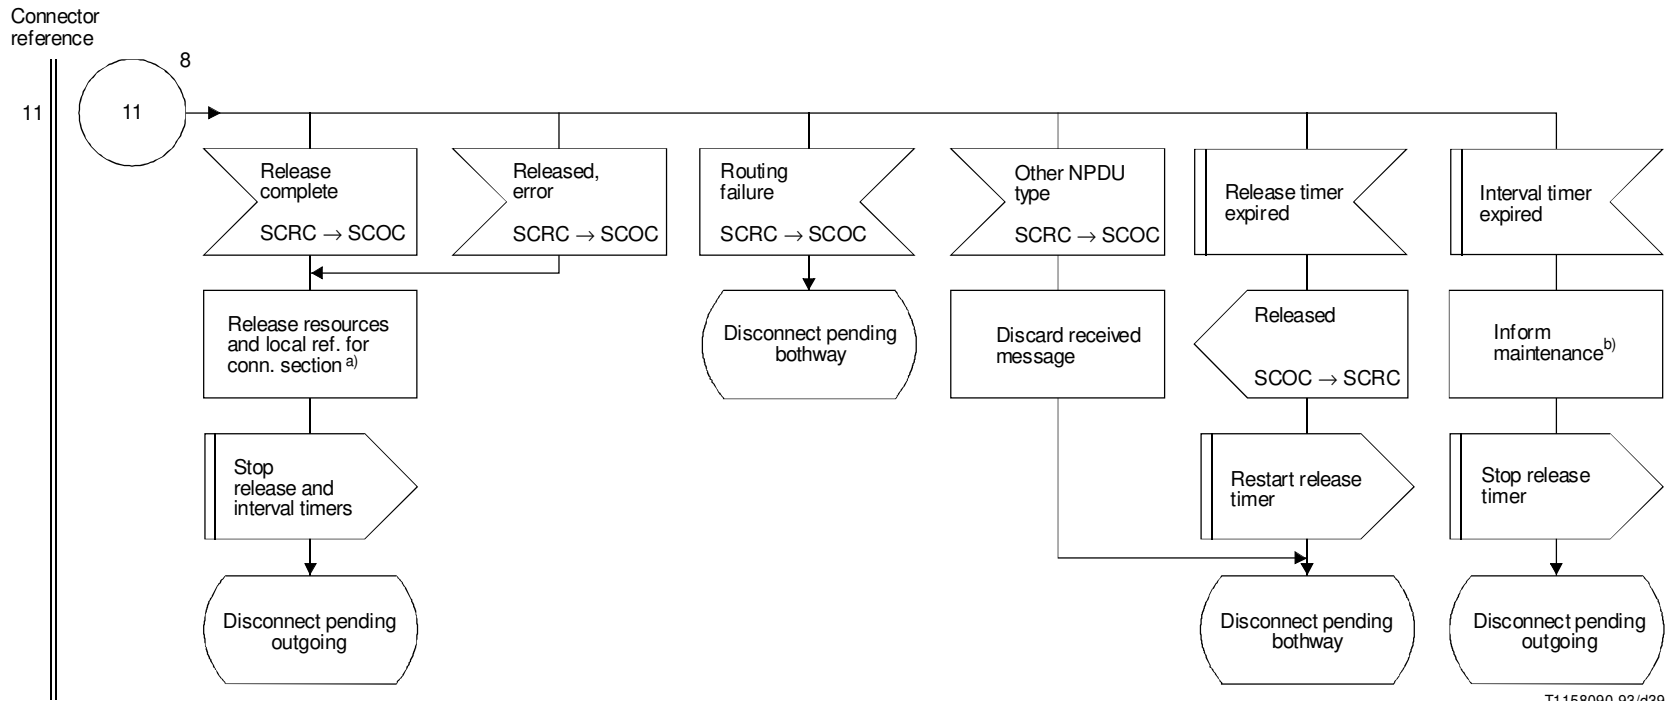 Connector
reference
8
11
11
Release
complete
SCRC → SCOC
Released,
error
SCRC → SCOC
Routing
failure
SCRC → SCOC
Other NPDU
type
SCRC → SCOC
Release timer
expired
Interval timer
expired
Release resources
and local ref. for
conn. section a)
Disconnect pending
bothway
Discard received
message
Released
SCOC → SCRC
Inform
maintenance b)
Stop
release and
interval timers
Restart release
timer
Stop release
timer
Disconnect pending
outgoing
Disconnect pending
bothway
Disconnect pending
outgoing
T1158090-93/d39